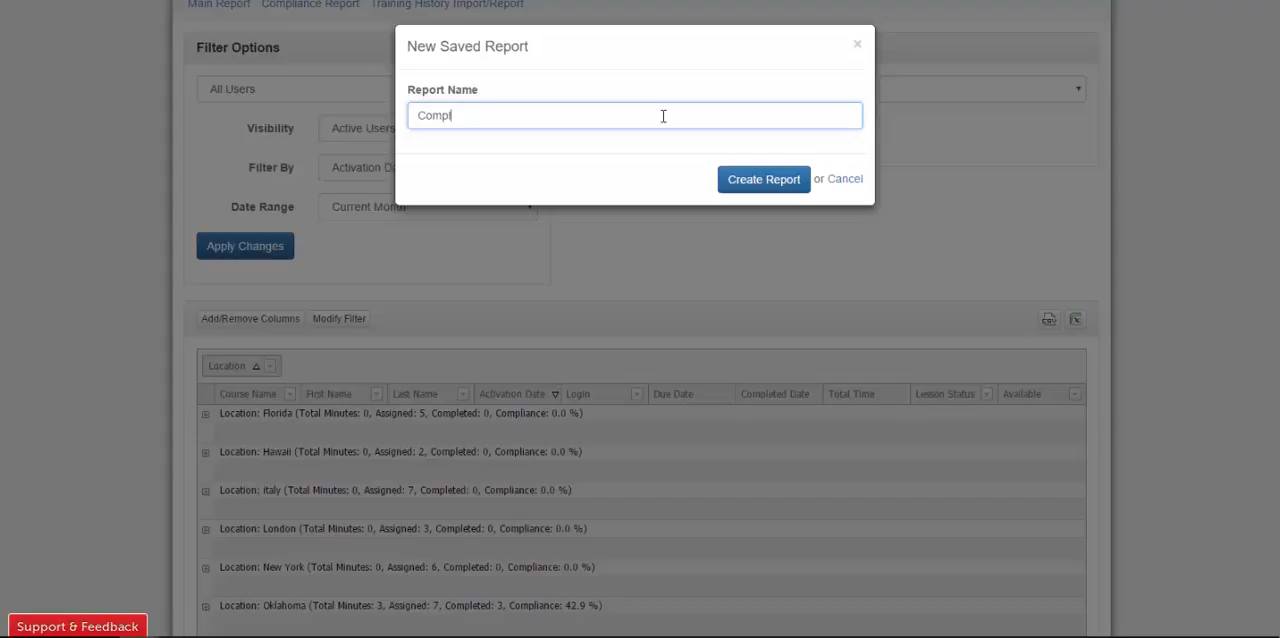 Main Report Compliance Report Training History Import/Report
New Saved Report ×
Filter Options
Report Name
All Users
Compl
Visibility Active Users
Filter By Activation Da
Create Report or Cancel
Date Range Current Month
Apply Changes
Add/Remove Columns Modify Filter CSV
Location
Course Name First Name Last Name Activation Date Login Due Date Completed Date Total Time Lesson Status Available
Location: Florida (Total Minutes: 0, Assigned: 5, Completed: 0, Compliance: 0.0 %)
Location: Hawaii (Total Minutes: 0, Assigned: 2, Completed: 0, Compliance: 0.0 %)
Location: italy (Total Minutes: 0, Assigned: 7, Completed: 0, Compliance: 0.0 %)
Location: London (Total Minutes: 0, Assigned: 3, Completed: 0, Compliance: 0.0 %)
Location: New York (Total Minutes: 0, Assigned: 6, Completed: 0, Compliance: 0.0 %)
Location: Oklahoma (Total Minutes: 3, Assigned: 7, Completed: 3, Compliance: 42.9 %)
Support & Feedback